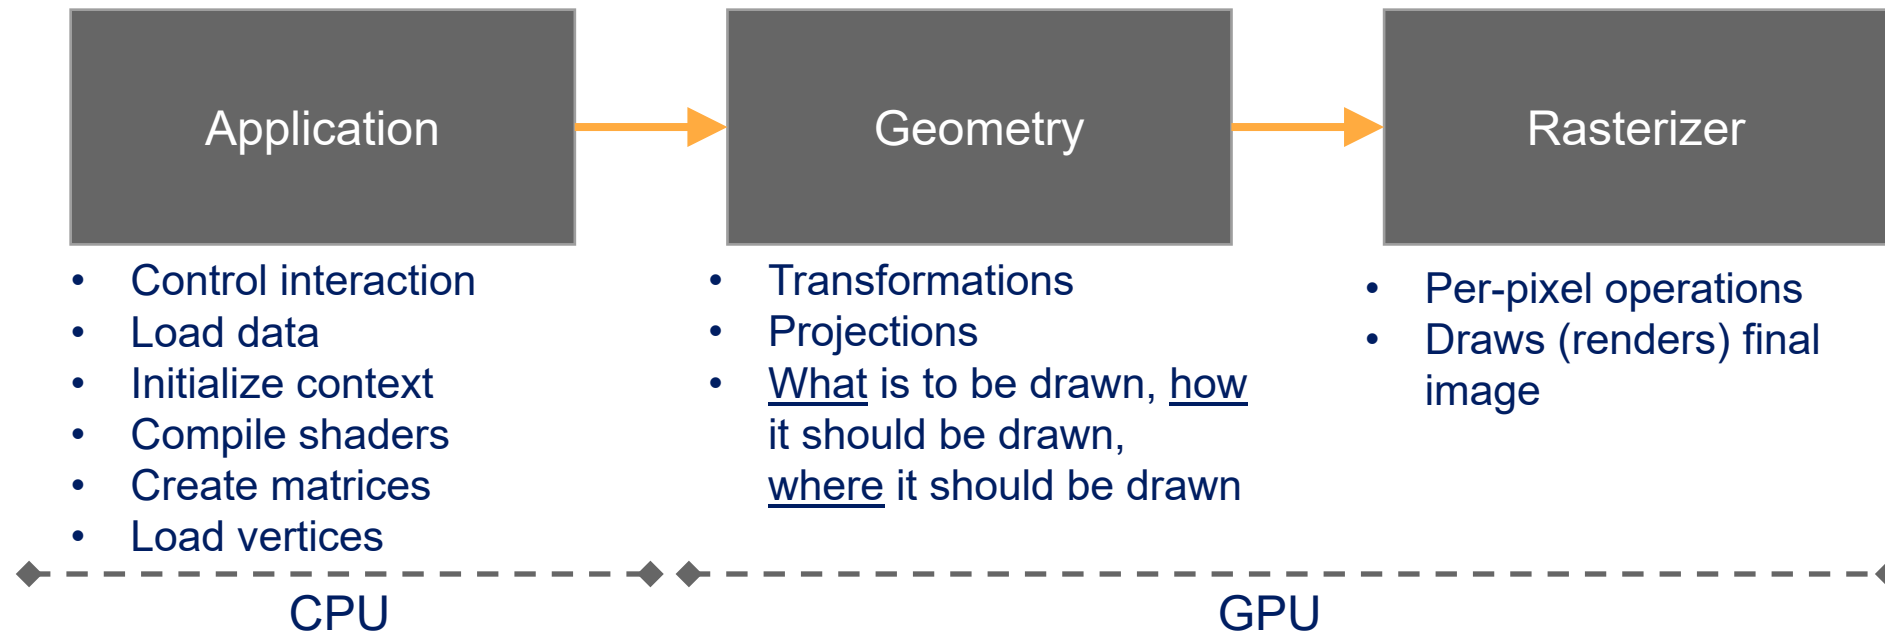 Application
Geometry
Rasterizer
• Control interaction
• Load data
• Initialize context
• Compile shaders
• Create matrices
• Load vertices
• Transformations
• Projections
• What is to be drawn, how
it should be drawn,
where it should be drawn
• Per-pixel operations
• Draws (renders) final
image
CPU
GPU